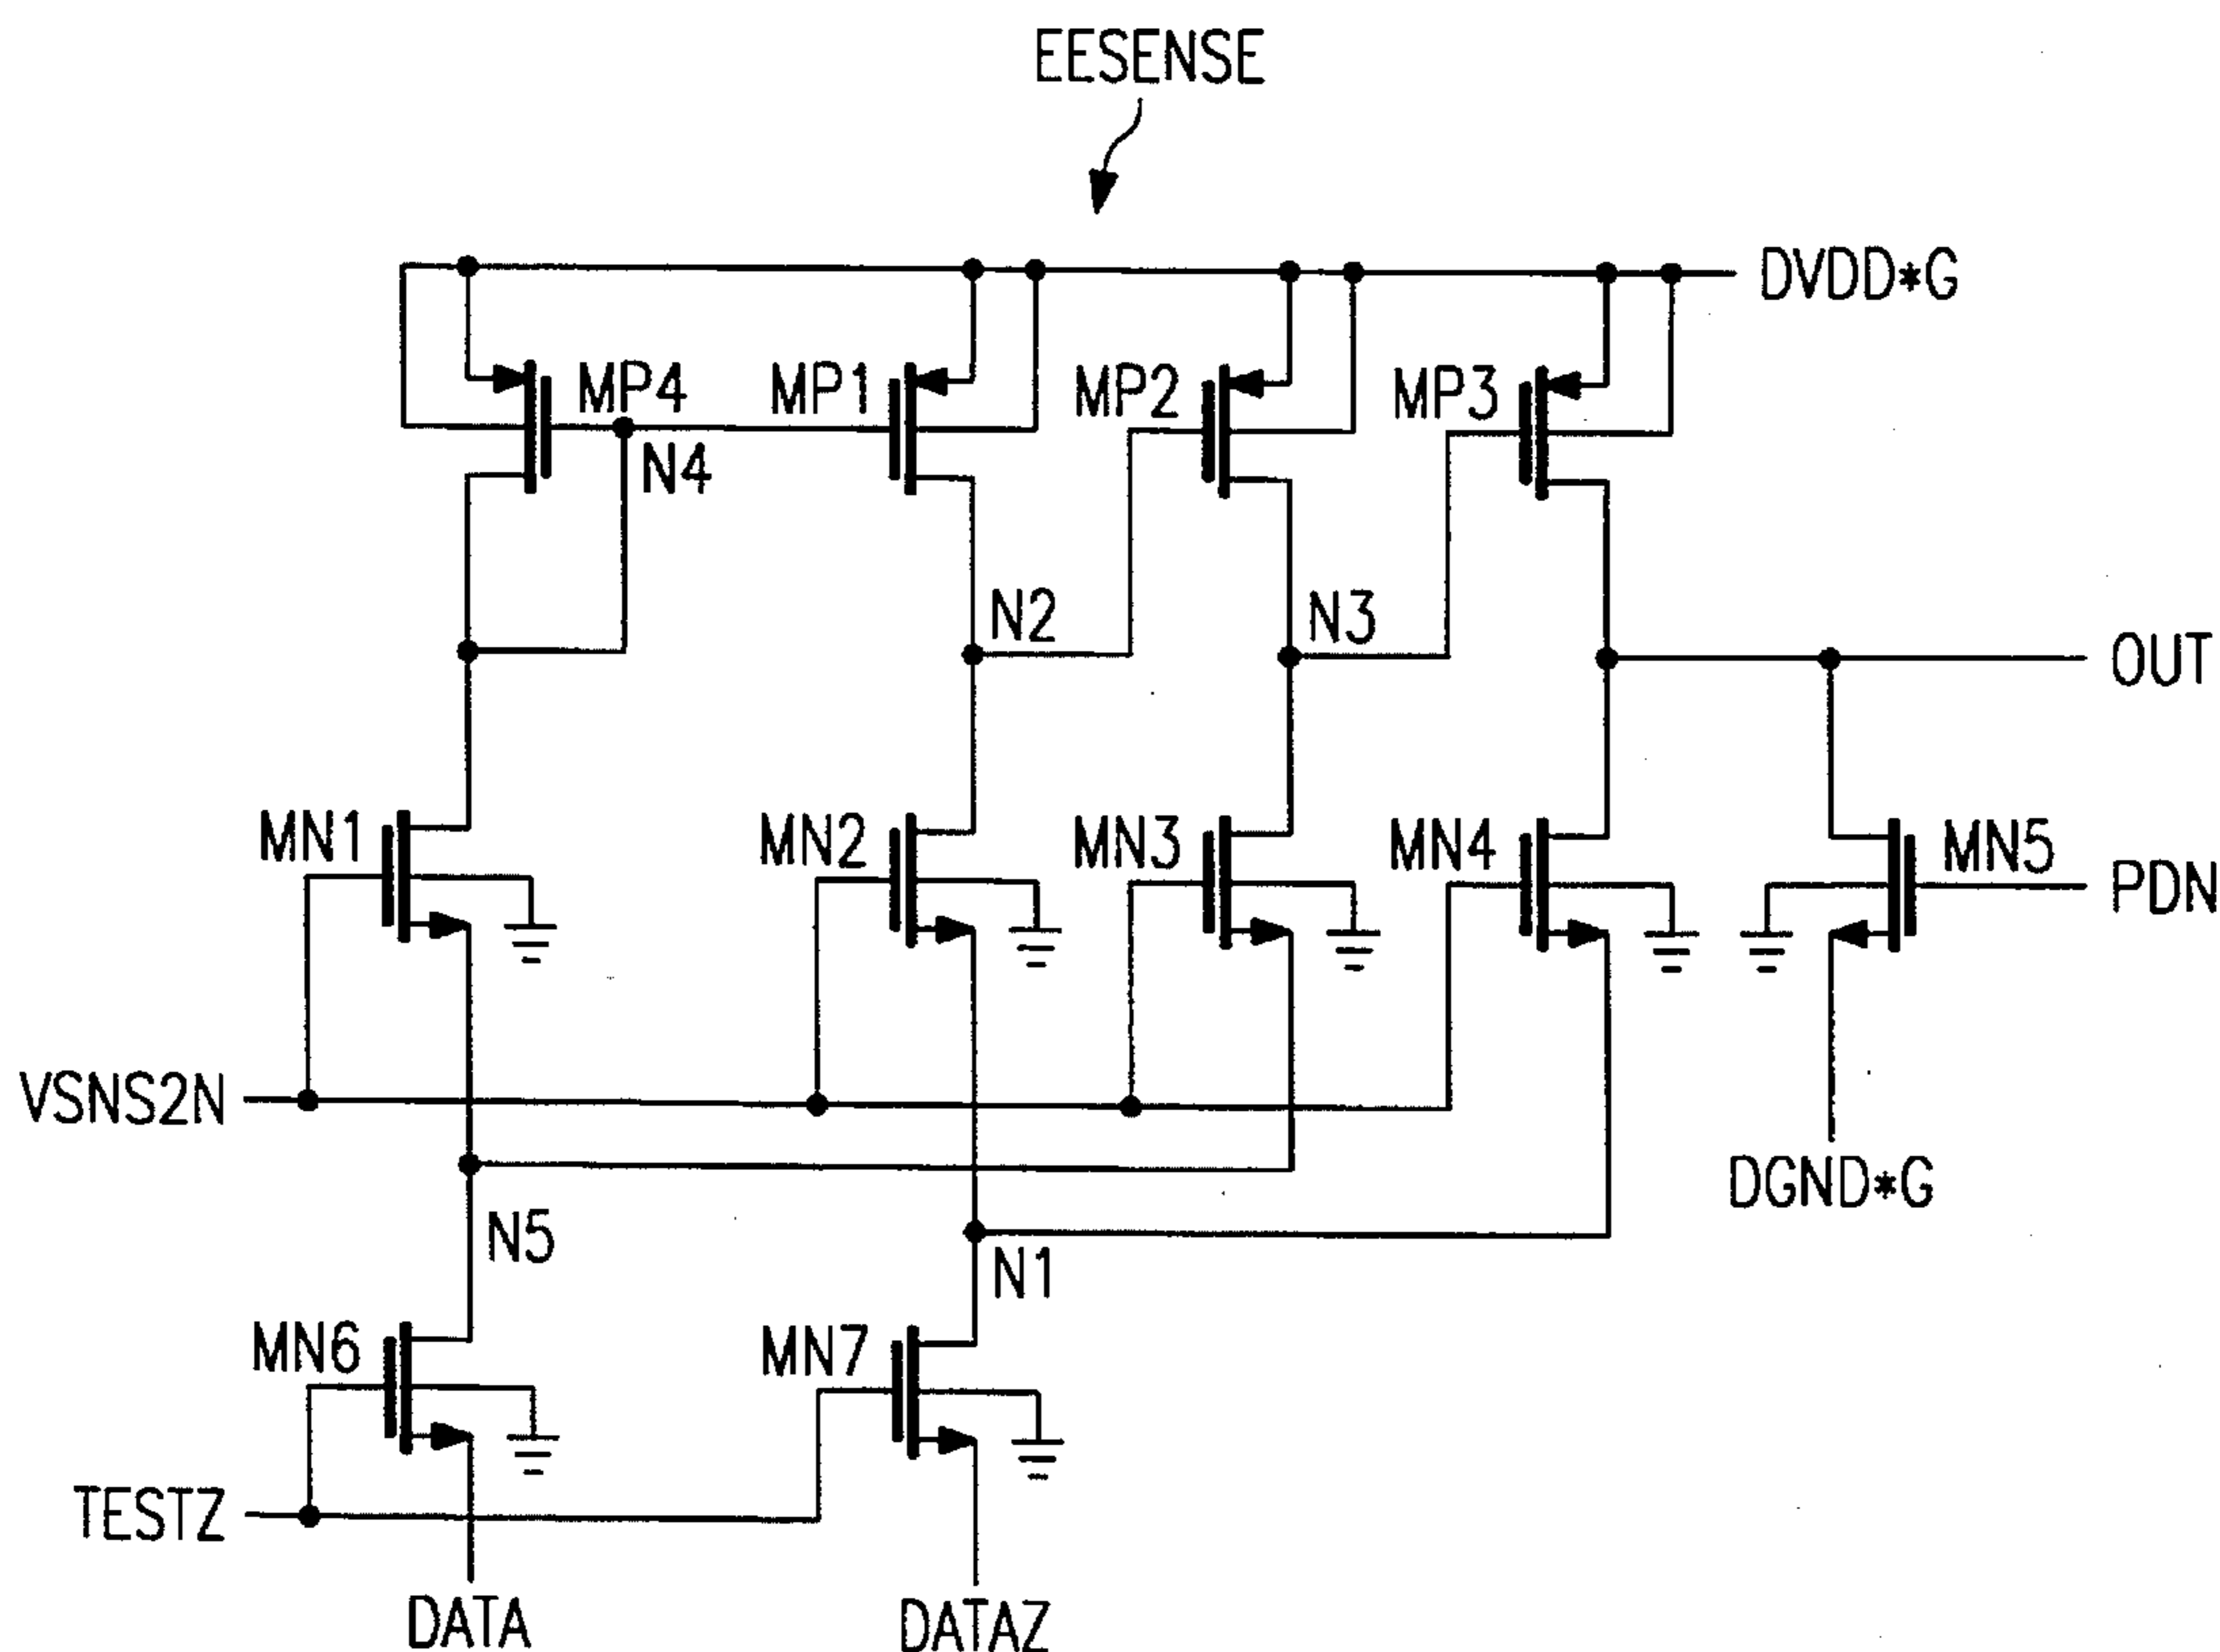 EESENSE
DVDD*G
MP4
MP1
MP2
MP3
N4
N2
N3
OUT
MN1
MN2
MN3
MN4
MN5
PDN
VSNS2N
DGND*G
N5
N1
MN6
MN7
TESTZ
DATA
DATAZ